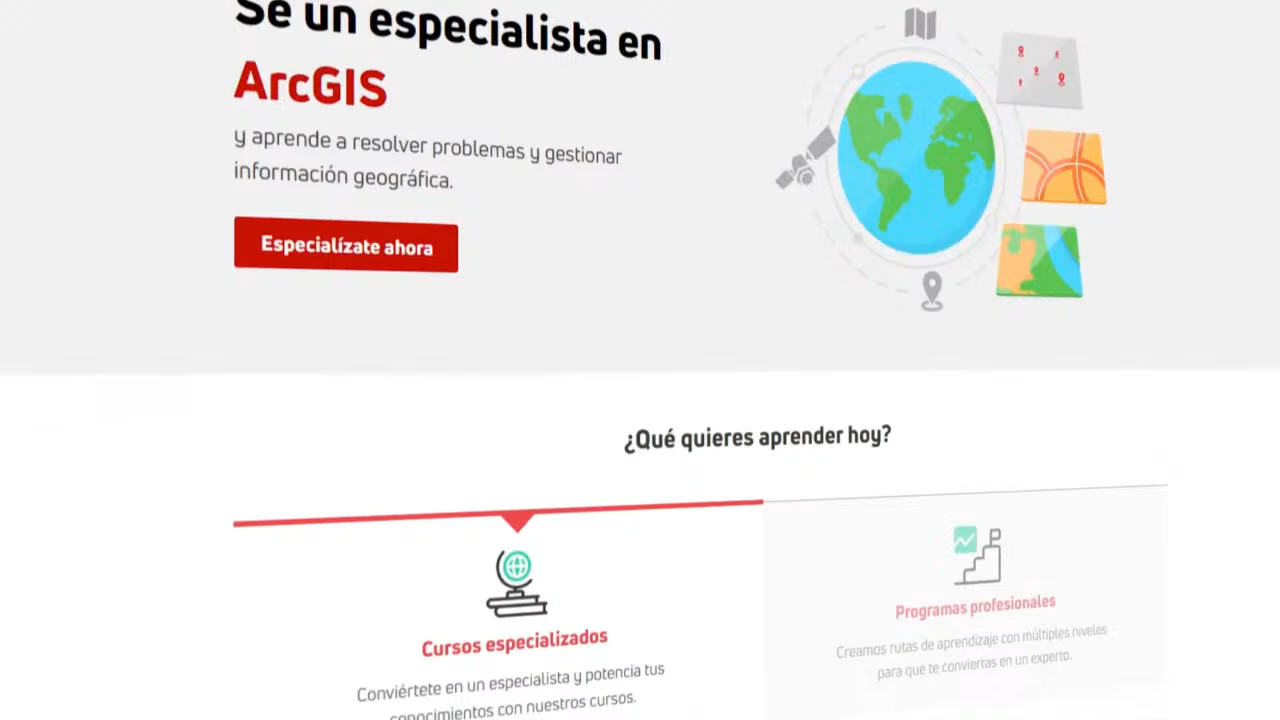 Sé un especialista en
ArcGIS
y aprende a resolver problemas y gestionar
información geográfica.
Especialízate ahora
¿Qué quieres aprender hoy?
Cursos especializados
Conviértete en un especialista y potencia tus
conocimientos con nuestros cursos.
Programas profesionales
Creamos rutas de aprendizaje con múltiples niveles
para que te conviertas en un experto.